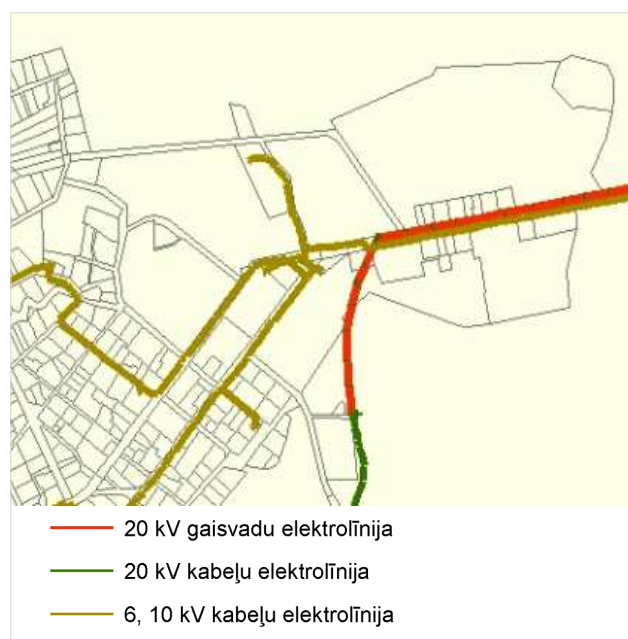 20 kV gaisvadu elektrolīnija
20 kV kabeļu elektrolīnija
6, 10 kV kabeļu elektrolīnija